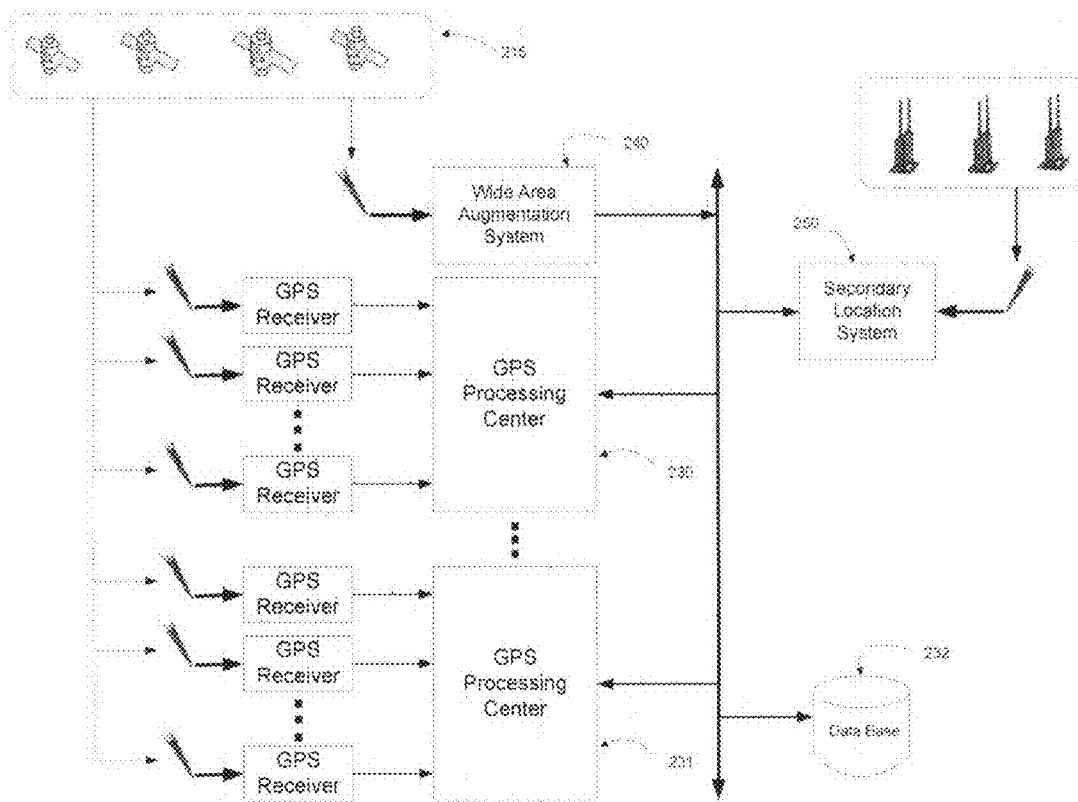 215
240
Wide Area
Augmentation
System
250
Secondary
Location
System
GPS
Receiver
GPS
Receiver
GPS
Receiver
GPS
Processing
Center
230
GPS
Receiver
GPS
Receiver
GPS
Receiver
GPS
Processing
Center
231
232
Data Base